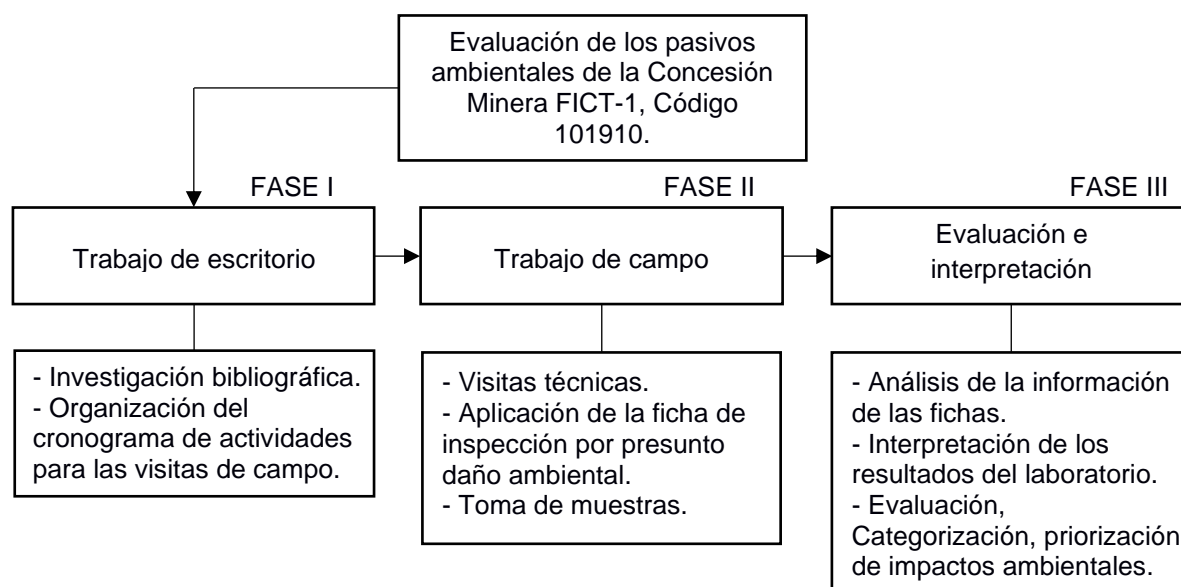 Evaluación de los pasivos
ambientales de la Concesión
Minera FICT-1, Código
101910.
FASE I
Trabajo de escritorio
- Investigación bibliográfica.
- Organización del
cronograma de actividades
para las visitas de campo.
FASE II
Trabajo de campo
- Visitas técnicas.
- Aplicación de la ficha de
inspección por presunto
daño ambiental.
- Toma de muestras.
FASE III
Evaluación e
interpretación
- Análisis de la información
de las fichas.
- Interpretación de los
resultados del laboratorio.
- Evaluación,
Categorización, priorización
de impactos ambientales.